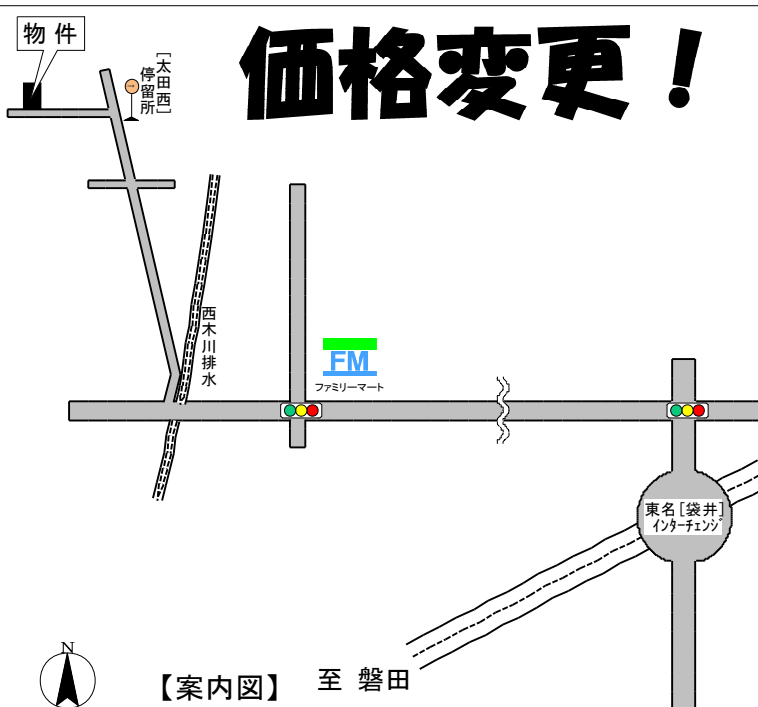 物件
価格変更！
［太田西］
停留所
西木川排水
FM
ファミリーマート
東名［袋井］
ｲﾝﾀｰﾁｪﾝｼﾞ
N
【案内図】
至 磐田